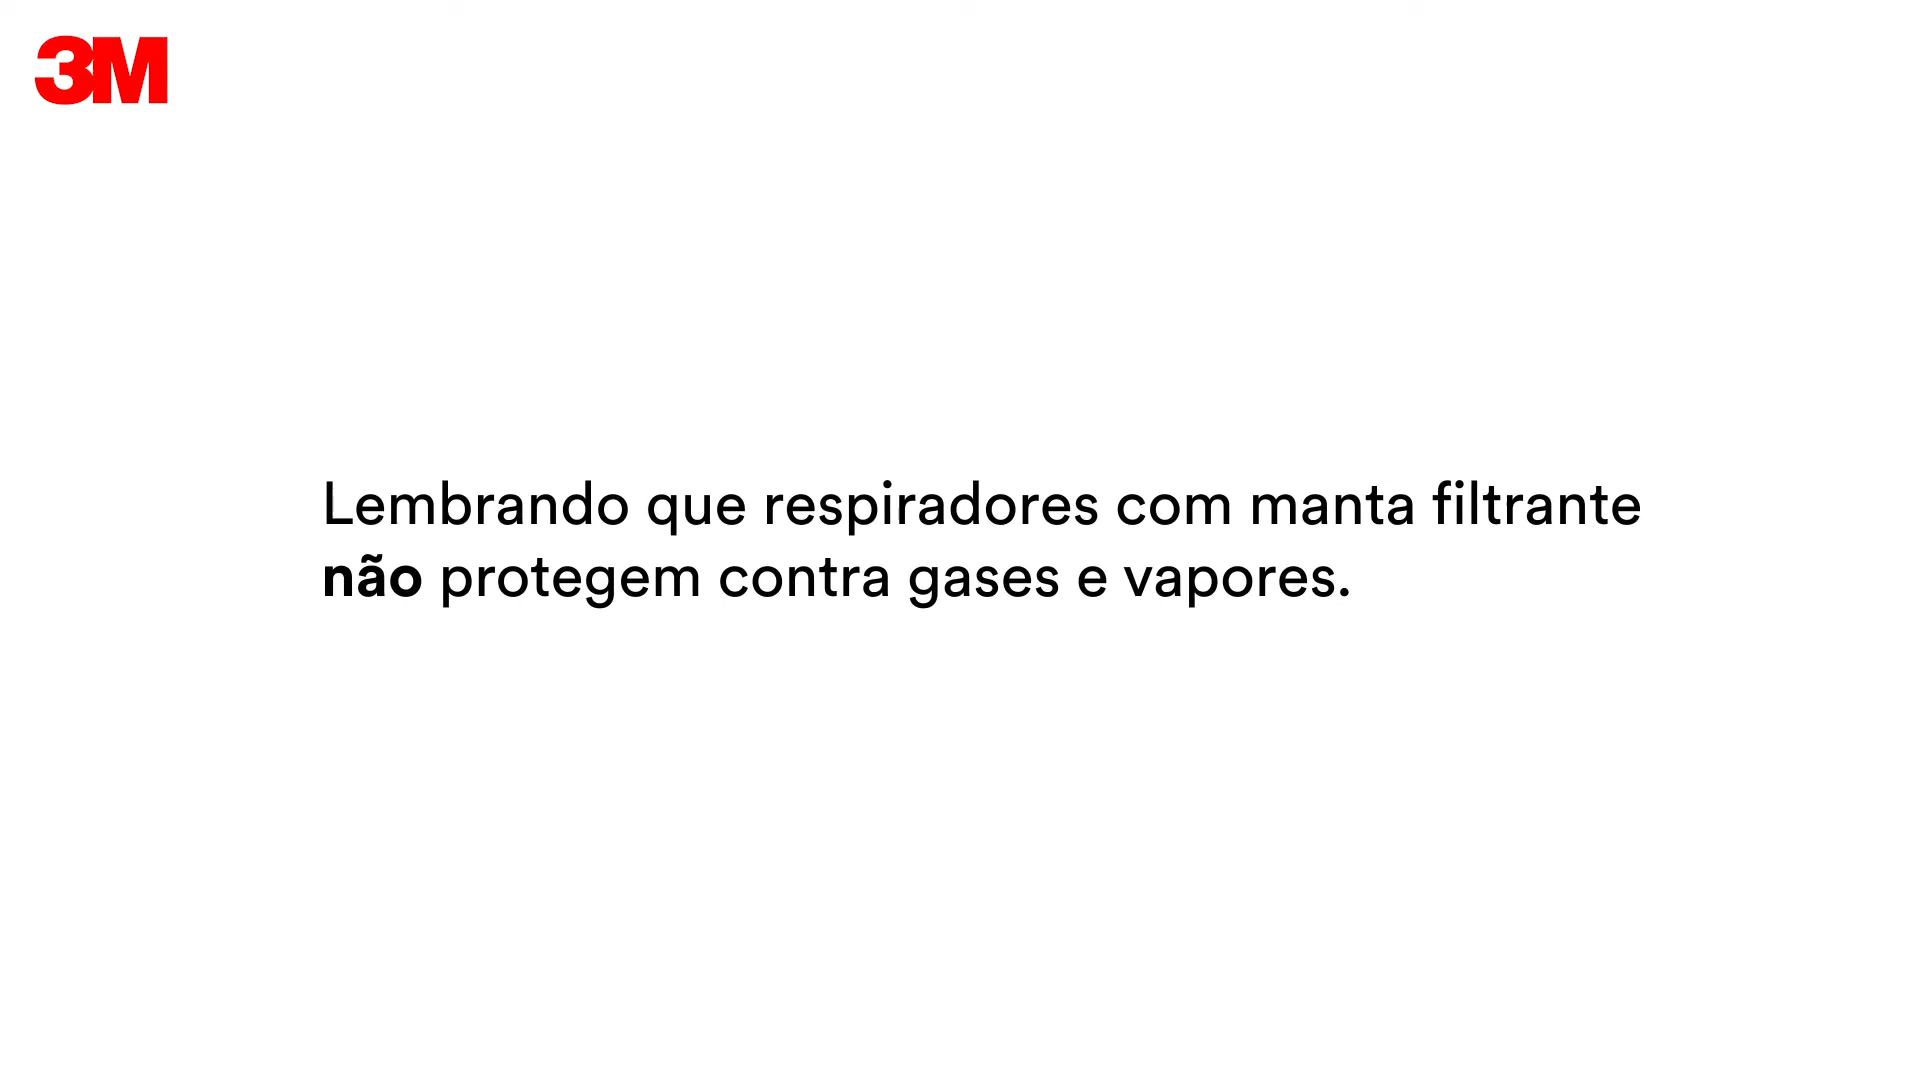 3M
Lembrando que respiradores com manta filtrante
não protegem contra gases e vapores.